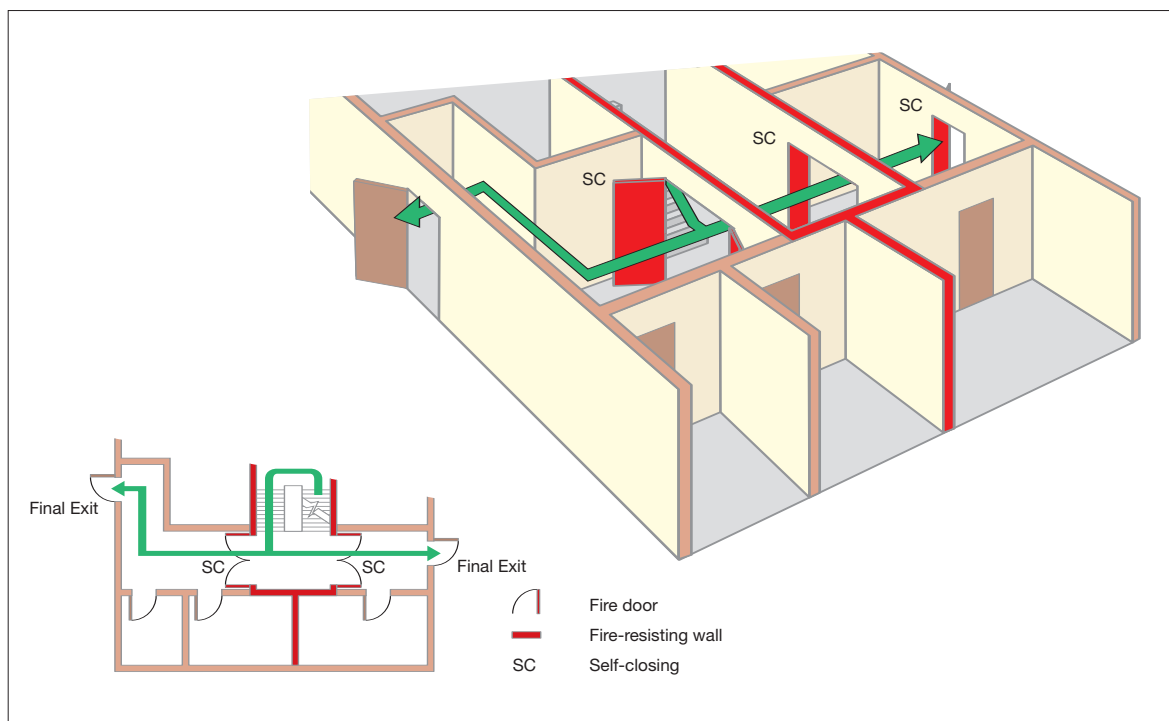 SC
SC
SC
Final Exit
SC
SC
Final Exit
Fire door
Fire-resisting wall
SC
Self-closing